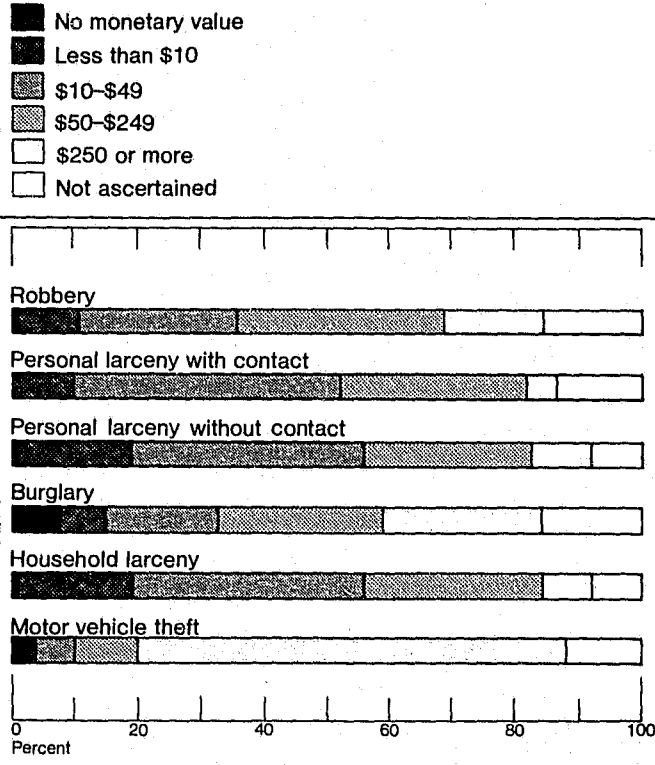 No monetary value
Less than $10
$10–$49
$50–$249
$250 or more
Not ascertained
Robbery
Personal larceny with contact
Personal larceny without contact
Burglary
Household larceny
Motor vehicle theft
0 20 40 60 80 100
Percent